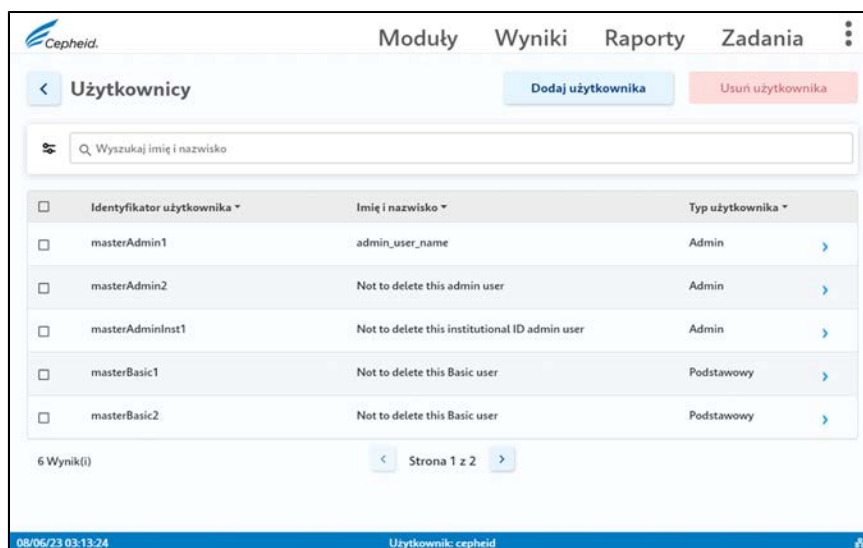 Cepheid.
Moduły Wyniki Raporty Zadania
Użytkownicy Dodaj użytkownika Usuń użytkownika
Wyszukaj imię i nazwisko
Identyfikator użytkownika Imię i nazwisko Typ użytkownika
masterAdmin1 admin_user_name Admin
masterAdmin2 Not to delete this admin user Admin
masterAdminInst1 Not to delete this institutional ID admin user Admin
masterBasic1 Not to delete this Basic user Podstawowy
masterBasic2 Not to delete this Basic user Podstawowy
6 Wynik(i) Strona 1 z 2
08/06/23 03:13:24 Użytkownik: cepheid